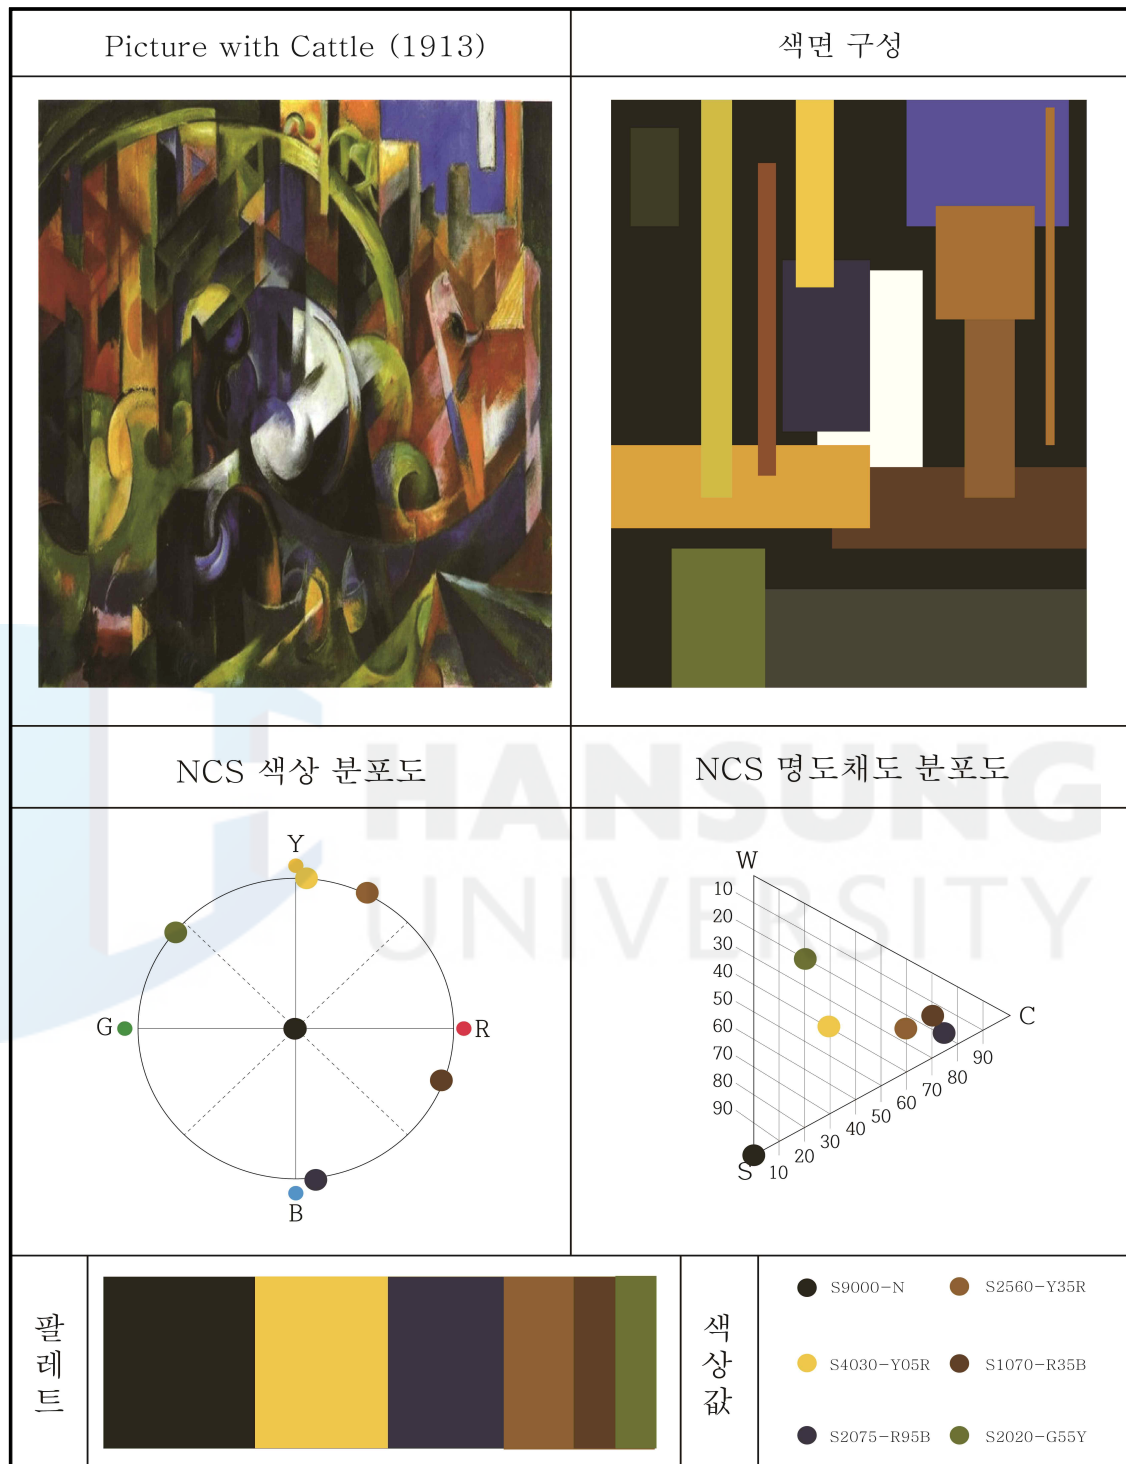 Picture with Cattle (1913)
색면 구성
NCS 색상 분포도
NCS 명도채도 분포도
HANSUNG
UNIVERSITY
Y
G
R
B
W
10
20
30
40
50
60
70
80
90
S
C
10
20
30
40
50
60
70
80
90
팔레트
색상값
S9000-N
S2560-Y35R
S4030-Y05R
S1070-R35B
S2075-R95B
S2020-G55Y